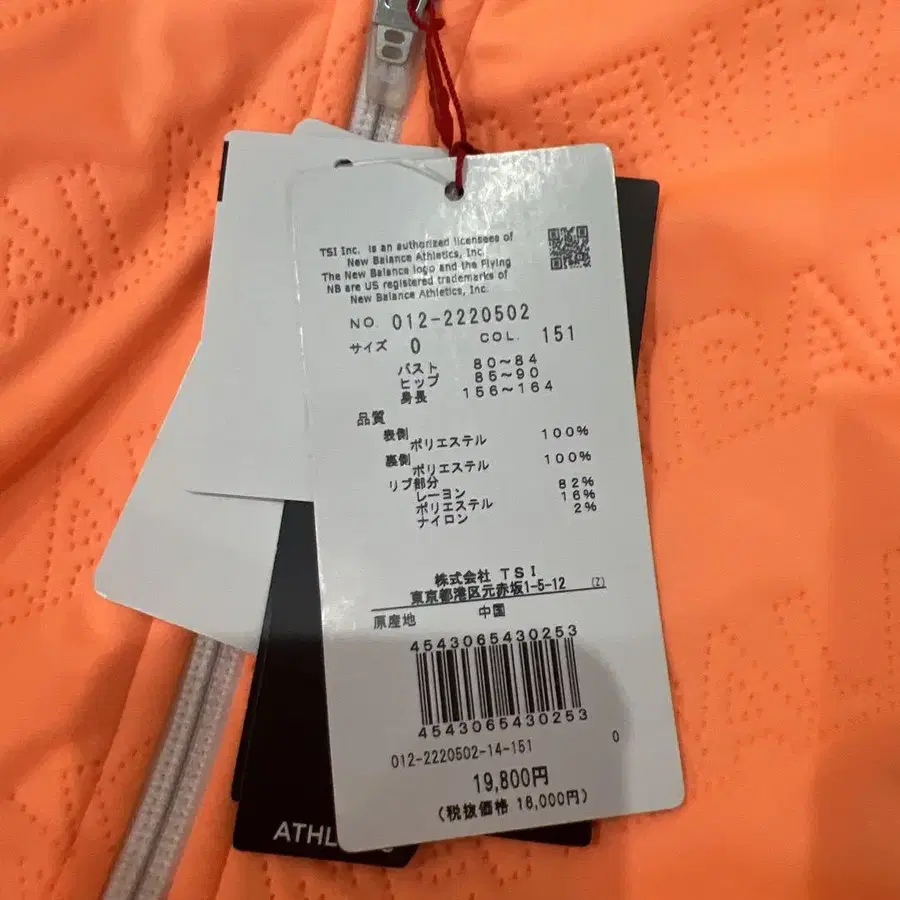 TSI Inc. is an authorized licensees of
New Balance Athletics, Inc.
The New Balance logo and the Flying
NB are US registered trademarks of
New Balance Athletics, Inc.
NO. 012-2220502
サイズ 0 COL. 151
バスト 80~84
ヒップ 85~90
身長 156~164
品質
表側
ポリエステル 100%
裏側
ポリエステル 100%
リブ部分
レーヨン 82%
ポリエステル 16%
ナイロン 2%
株式会社 TSI
東京都港区元赤坂1-5-12 (Z)
原産地 中国
4543065430253
4543065430253
012-2220502-14-151 0
19,800円
(税抜価格 18,000円)